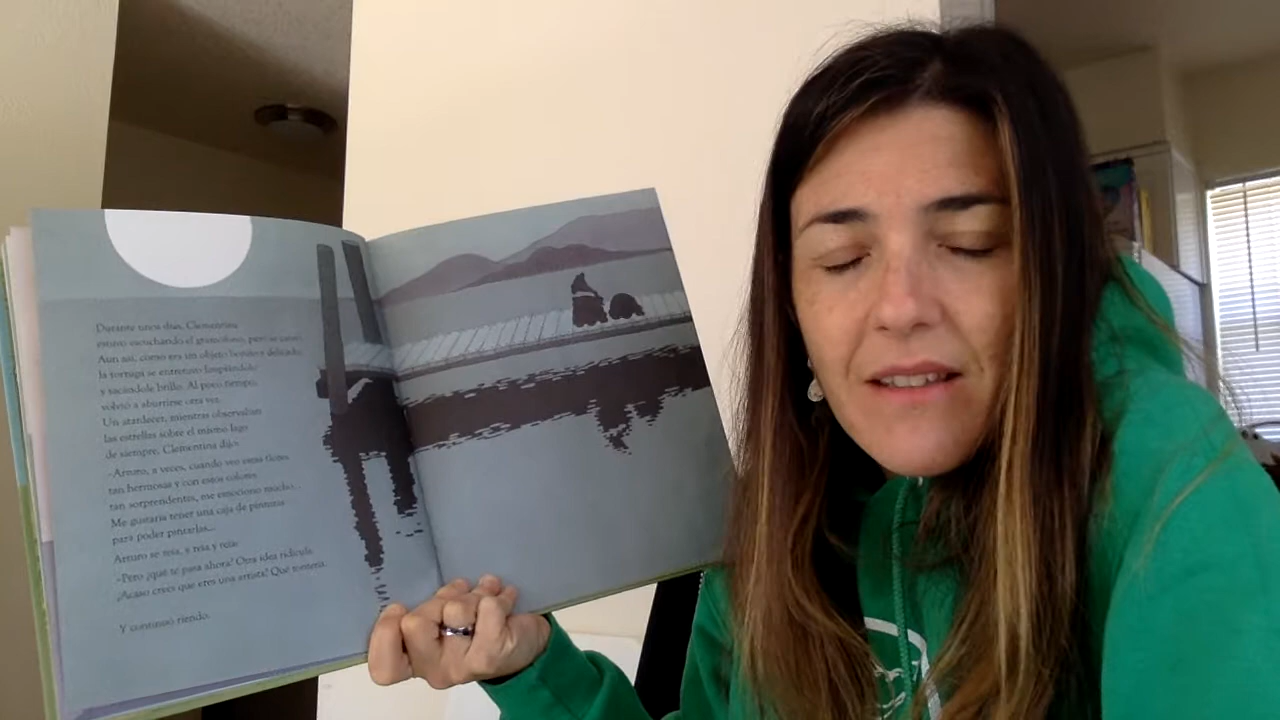 Durante unos días, Clementina
estuvo escuchando el gramófono, pero se cansó.
Aun así, como era un objeto bonito y delicado,
la tortuga se entretuvo limpiándolo
y sacándole brillo. Al poco tiempo,
volvió a aburrirse otra vez.
Un atardecer, mientras observaban
las estrellas sobre el mismo lago
de siempre, Clementina dijo:
–Arturo, a veces, cuando veo estas flores
tan hermosas y con estos colores
tan sorprendentes, me emociono mucho...
Me gustaría tener una caja de pinturas
para poder pintarlas...
Arturo se reía, y reía y reía:
–Pero ¿qué te pasa ahora? Otra idea ridícula.
¿Acaso crees que eres una artista? Qué tontería.
Y continuó riendo.